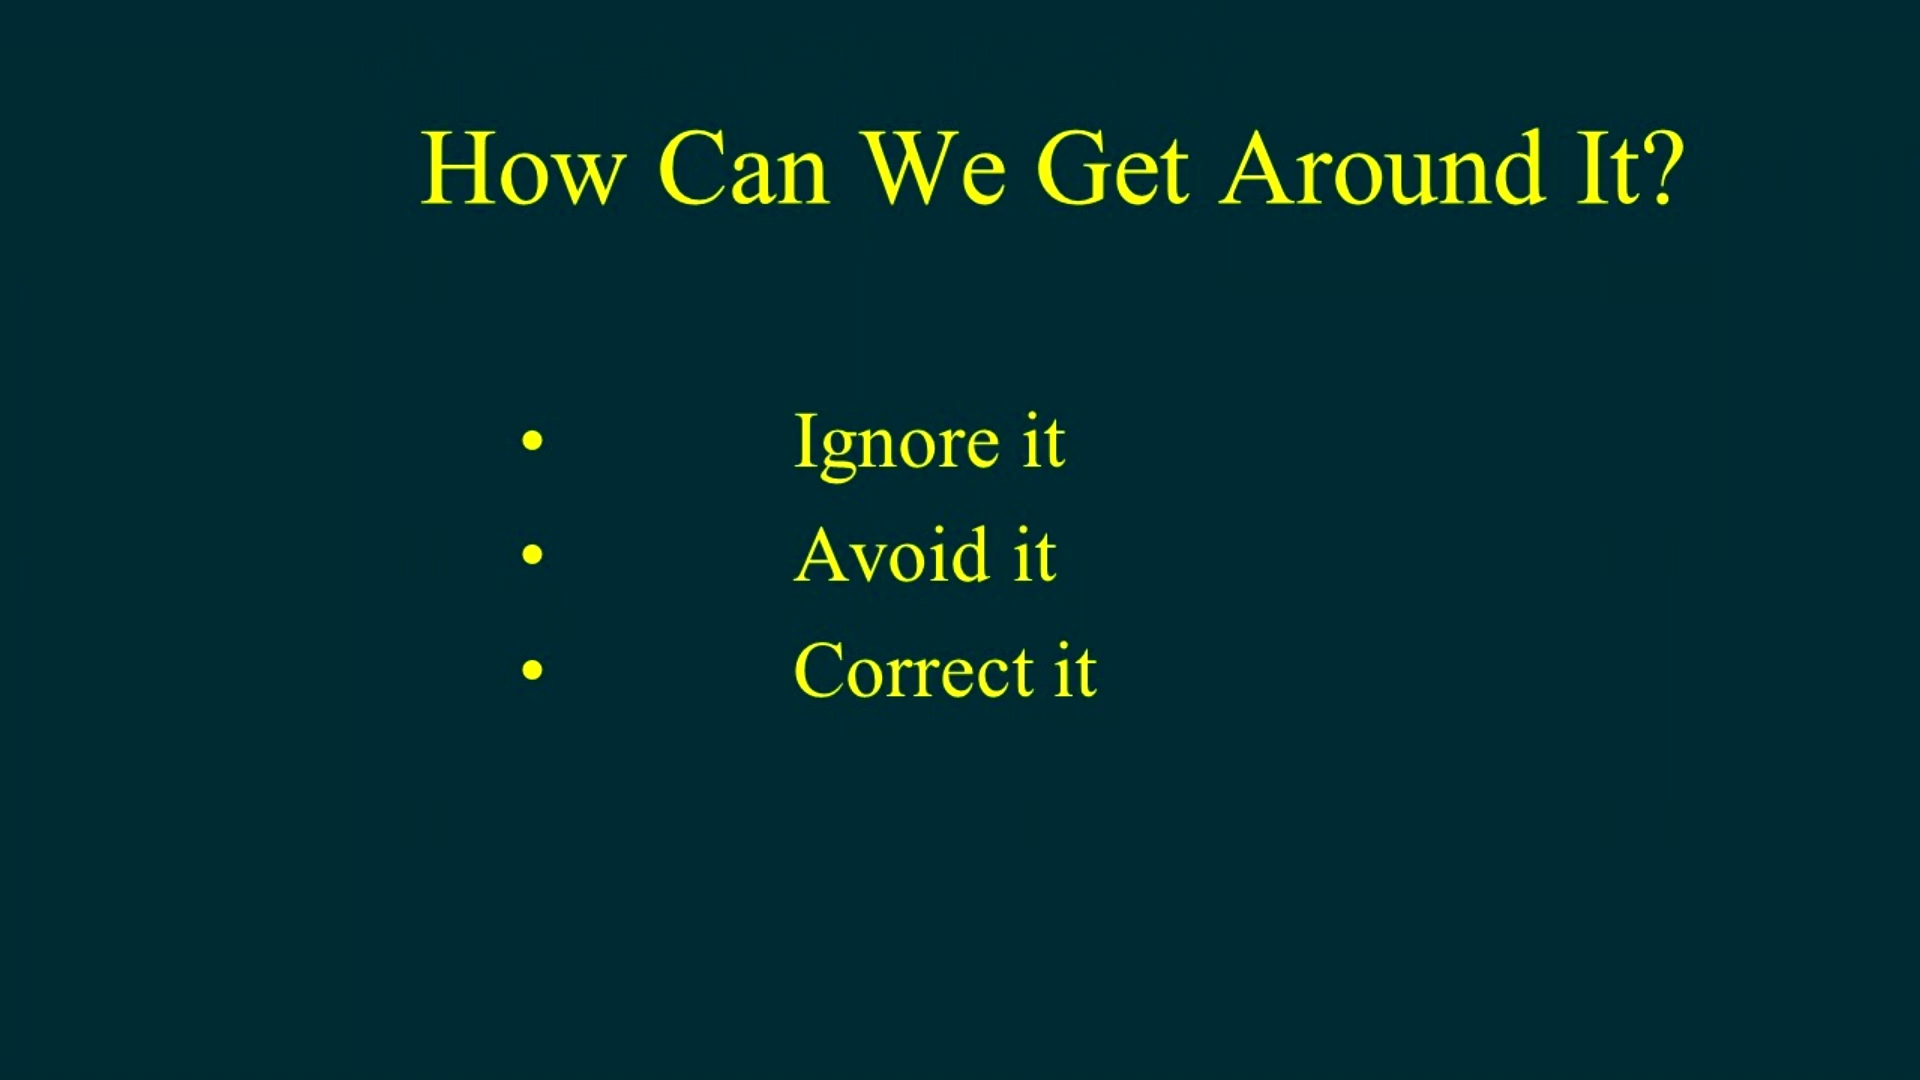 How Can We Get Around It?
• Ignore it
• Avoid it
• Correct it